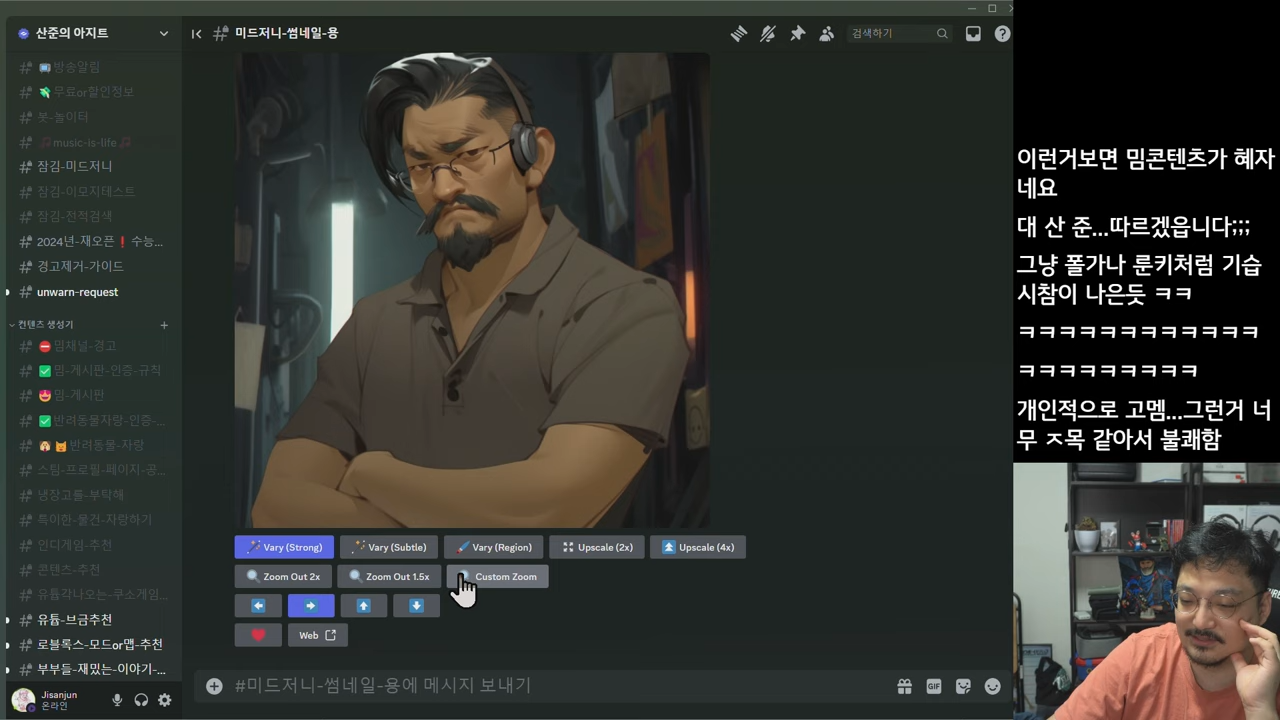 산준의 아지트
방송알림
무료or할인정보
봇-놀이터
music-is-life
잠김-미드저니
잠김-이모지테스트
잠김-전적검색
2024년-재오픈❗수능...
경고제거-가이드
unwarn-request
컨텐츠 생성기
밈채널-경고
밈-게시판-인증-규칙
밈-게시판
반려동물자랑-인증-...
반려동물-자랑
스팀-프로필-페이지-공...
냉장고를-부탁해
특이한-물건-자랑하기
인디게임-추천
콘텐츠-추천
유튭각나오는-쿠소게임...
유튭-브금추천
로블록스-모드or맵-추천
부부들-재밌는-이야기-...
Jisanjun
온라인
미드저니-썸네일-용
검색하기
Vary (Strong)
Vary (Subtle)
Vary (Region)
Upscale (2x)
Upscale (4x)
Zoom Out 2x
Zoom Out 1.5x
Custom Zoom
Web
#미드저니-썸네일-용에 메시지 보내기
GIF
이런거보면 밈콘텐츠가 혜자
네요
대 산 준...따르겠읍니다;;;
그냥 폴가나 룬키처럼 기습
시참이 나은듯 ㅋㅋ
ㅋㅋㅋㅋㅋㅋㅋㅋㅋㅋㅋㅋ
ㅋㅋㅋㅋㅋㅋㅋㅋㅋ
개인적으로 고멤...그런거 너
무 ㅈ목 같아서 불쾌함